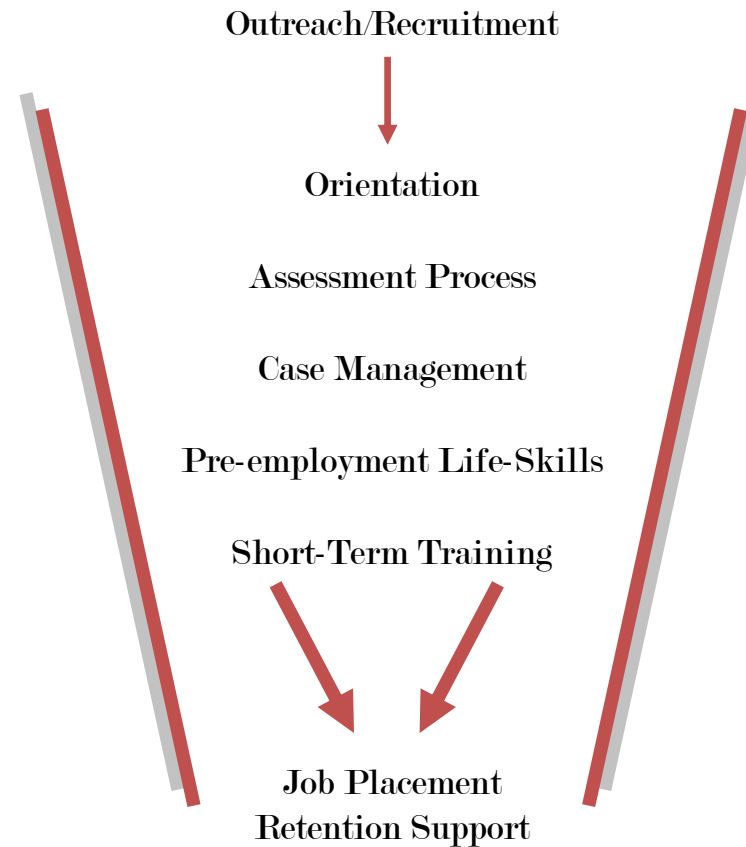 Outreach/Recruitment
Orientation
Assessment Process
Case Management
Pre-employment Life-Skills
Short-Term Training
Job Placement
Retention Support